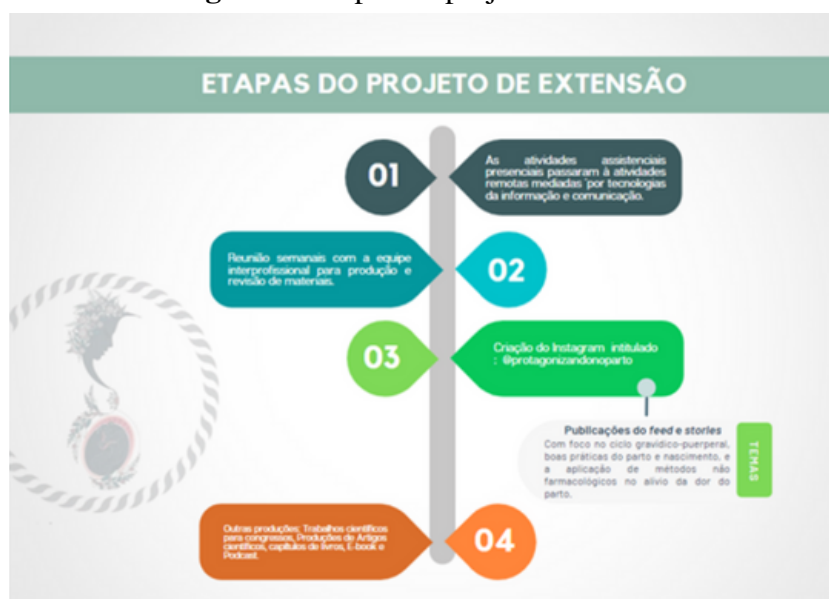 ETAPAS DO PROJETO DE EXTENSÃO
01
As atividades assistenciais
presenciais passaram à atividades
remotas mediadas 'por tecnologias
da informação e comunicação.
Reunião semanais com a equipe
interprofissional para produção e
revisão de materiais.
02
03
Criação do Instagram intitulado
: @protagonizandonoparto
Publicações do feed e stories
Com foco no ciclo gravídico-puerperal,
boas práticas do parto e nascimento, e
a aplicação de métodos não
farmacológicos no alívio da dor do
parto.
TEMAS
Outras produções: Trabalhos científicos
para congressos, Produções de Artigos
científicos, capítulos de livros, E-book e
Podcast.
04